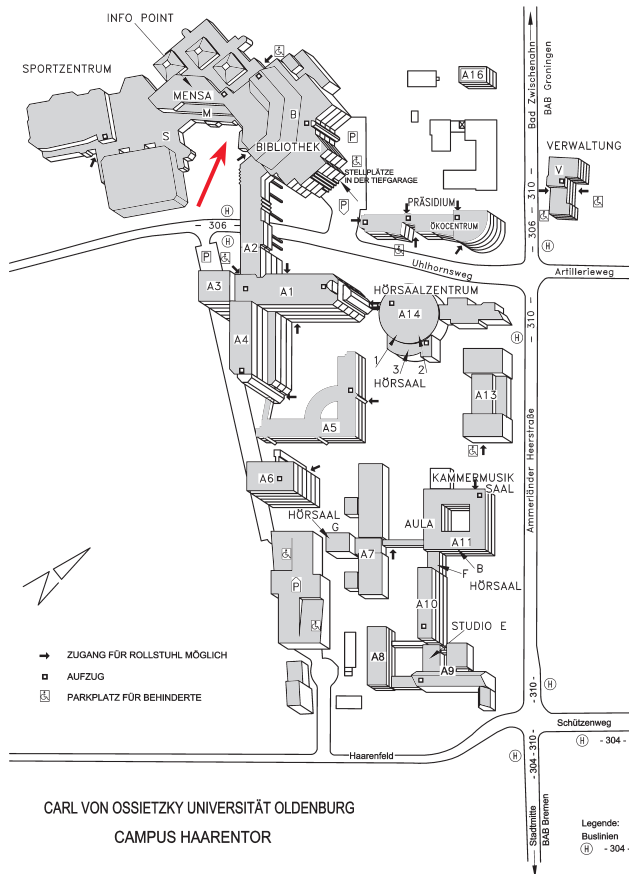 INFO POINT
SPORTZENTRUM
MENSA
M
S
B
BIBLIOTHEK
P
STELLPLÄTZE
IN DER TIEFGARAGE
P
A16
Bad Zwischenahn
BAB Groningen
VERWALTUNG
V
- 306 - 310 -
H
PRÄSIDIUM
ÖKOCENTRUM
H
- 306 -
H
P
A2
Uhlhornsweg
Artillerieweg
A3
A1
HÖRSAALZENTRUM
A14
- 310 -
H
A4
1
3
2
HÖRSAAL
A5
A13
Ammerländer Heerstraße
A6
KAMMERMUSIK
SAAL
HÖRSAAL
G
AULA
A7
A11
B
F
HÖRSAAL
P
A10
STUDIO E
A8
A9
ZUGANG FÜR ROLLSTUHL MÖGLICH
AUFZUG
PARKPLATZ FÜR BEHINDERTE
-310-
H
Schützenweg
H - 304 -
H
Haarenfeld
- 304 - 310-
Stadtmitte
BAB Bremen
CARL VON OSSIETZKY UNIVERSITÄT OLDENBURG
CAMPUS HAARENTOR
Legende:
Buslinien
H - 304 -